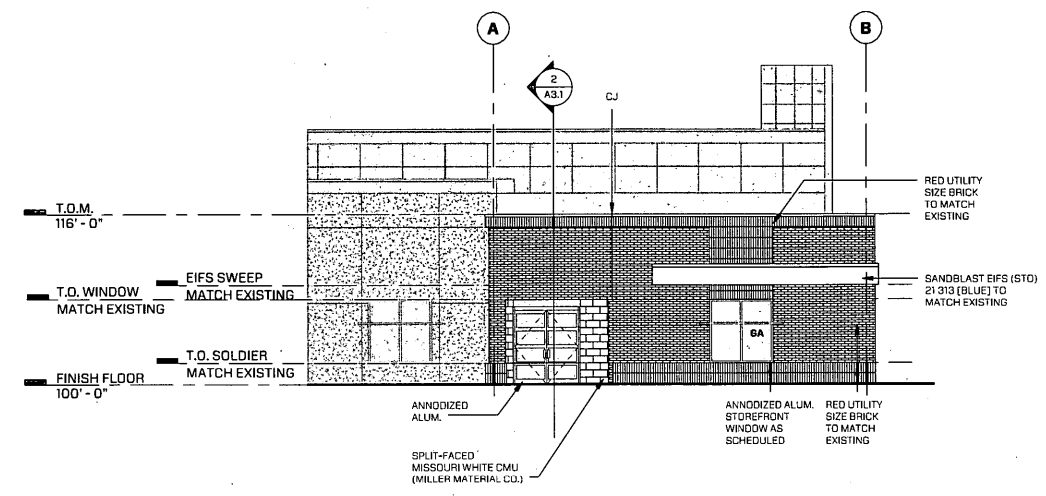 A
B
2
A3.1
CJ
RED UTILITY
SIZE BRICK
TO MATCH
EXISTING
T.O.M.
116' - 0"
EIFS SWEEP
MATCH EXISTING
T.O. WINDOW
MATCH EXISTING
SANDBLAST EIFS (STO)
21 313 (BLUE) TO
MATCH EXISTING
GA
T.O. SOLDIER
MATCH EXISTING
FINISH FLOOR
100' - 0"
ANNODIZED
ALUM.
ANNODIZED ALUM.
STOREFRONT
WINDOW AS
SCHEDULED
RED UTILITY
SIZE BRICK
TO MATCH
EXISTING
SPLIT-FACED
MISSOURI WHITE CMU
(MILLER MATERIAL CO.)